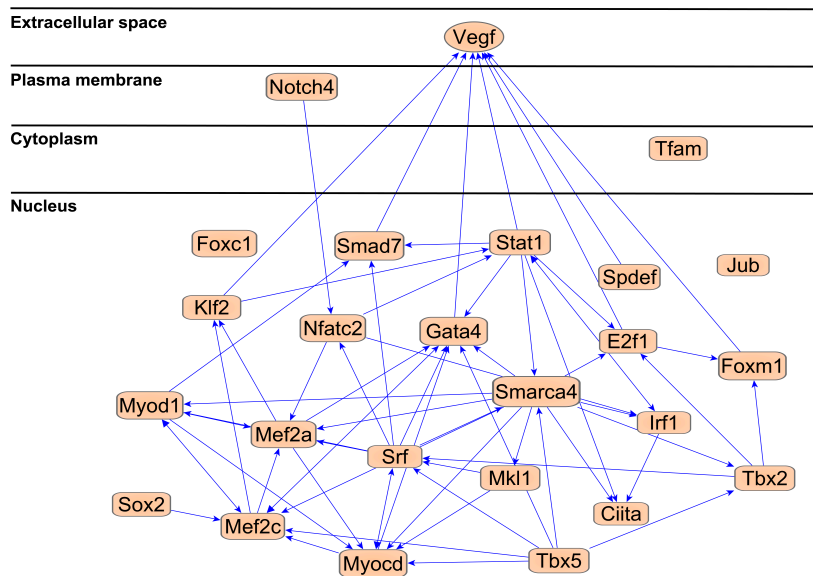 Extracellular space
Vegf
Plasma membrane
Notch4
Cytoplasm
Tfam
Nucleus
Foxc1
Smad7
Stat1
Jub
Spdef
Klf2
Nfatc2
Gata4
E2f1
Foxm1
Smarca4
Myod1
Mef2a
Irf1
Srf
Mkl1
Tbx2
Sox2
Mef2c
Ciita
Myocd
Tbx5